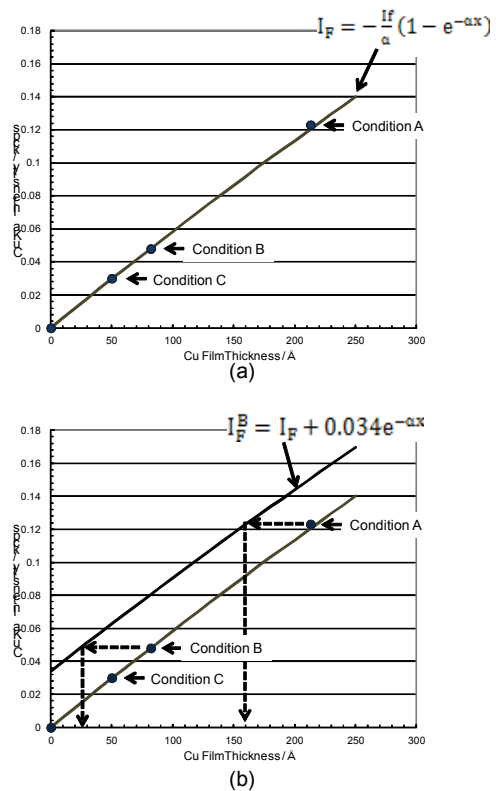 I_F = − If/α (1 − e^{−αx})
0.18
0.16
0.14
0.12
0.1
0.08
0.06
0.04
0.02
0
Condition A
Condition B
Condition C
0 50 100 150 200 250 300
Cu FilmThickness / Å
(a)
I_F^B = I_F + 0.034e^{−αx}
0.18
0.16
0.14
0.12
0.1
0.08
0.06
0.04
0.02
0
Condition A
Condition B
Condition C
0 50 100 150 200 250 300
Cu FilmThickness / Å
(b)